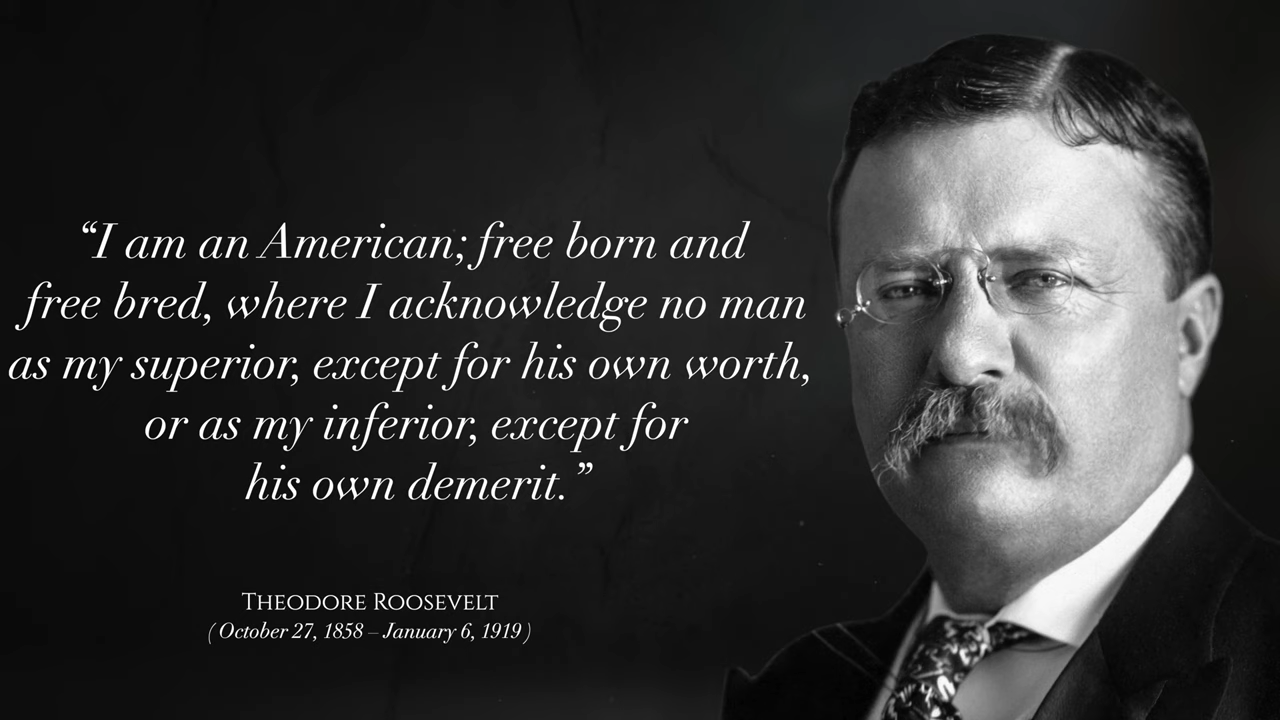 “I am an American; free born and
free bred, where I acknowledge no man
as my superior, except for his own worth,
or as my inferior, except for
his own demerit.”
Theodore Roosevelt
( October 27, 1858 – January 6, 1919 )